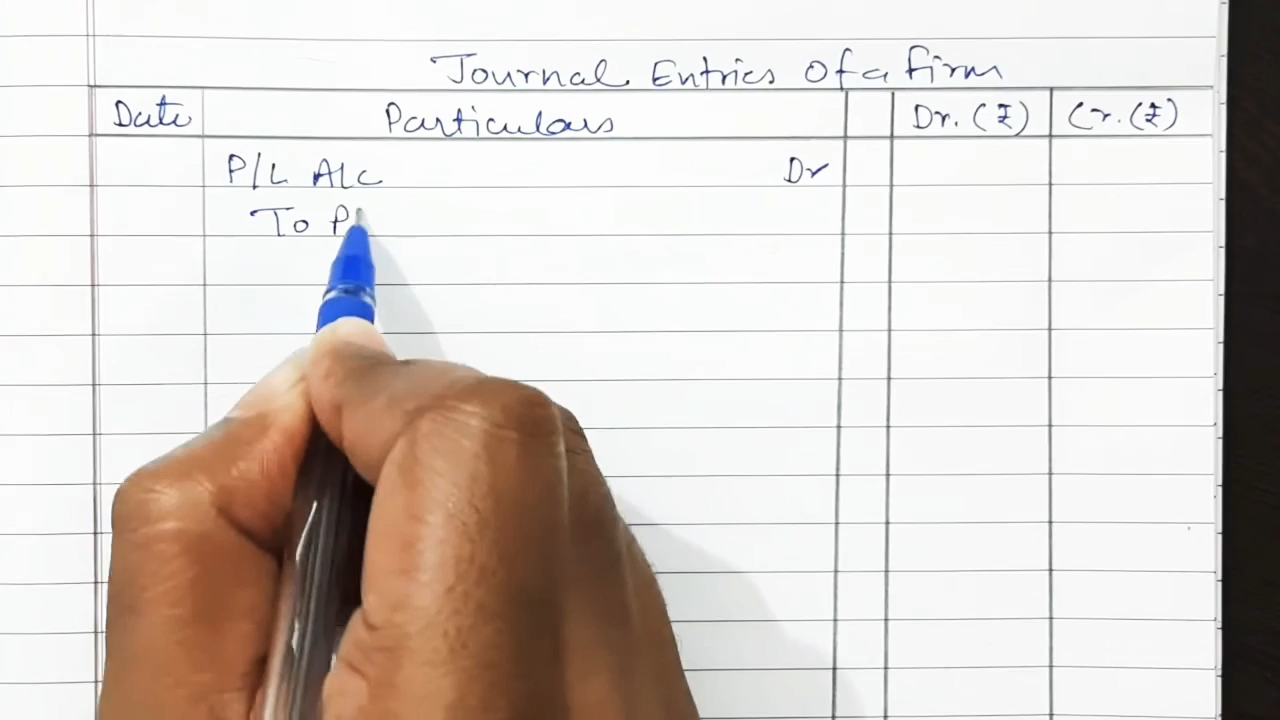 Journal Entries Of a firm
Date Particulars Dr. (₹) Cr. (₹)
P/L A/C Dr
To P